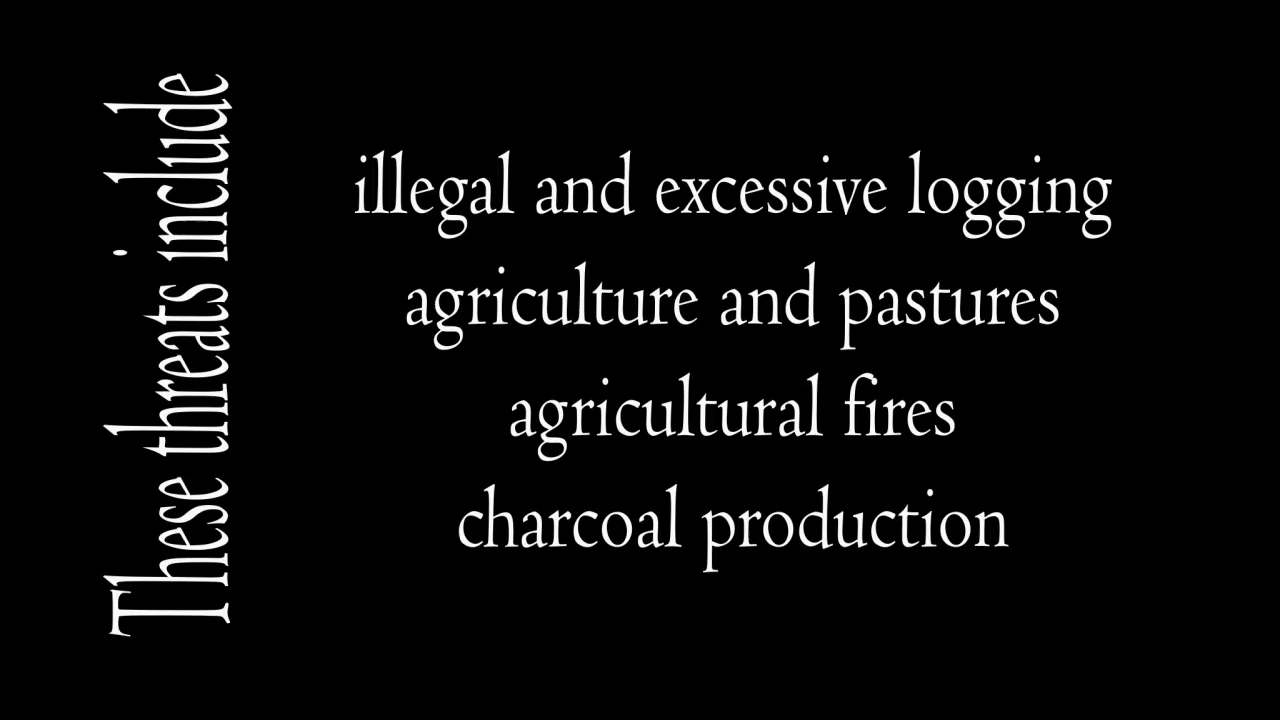 These threats include
illegal and excessive logging
agriculture and pastures
agricultural fires
charcoal production